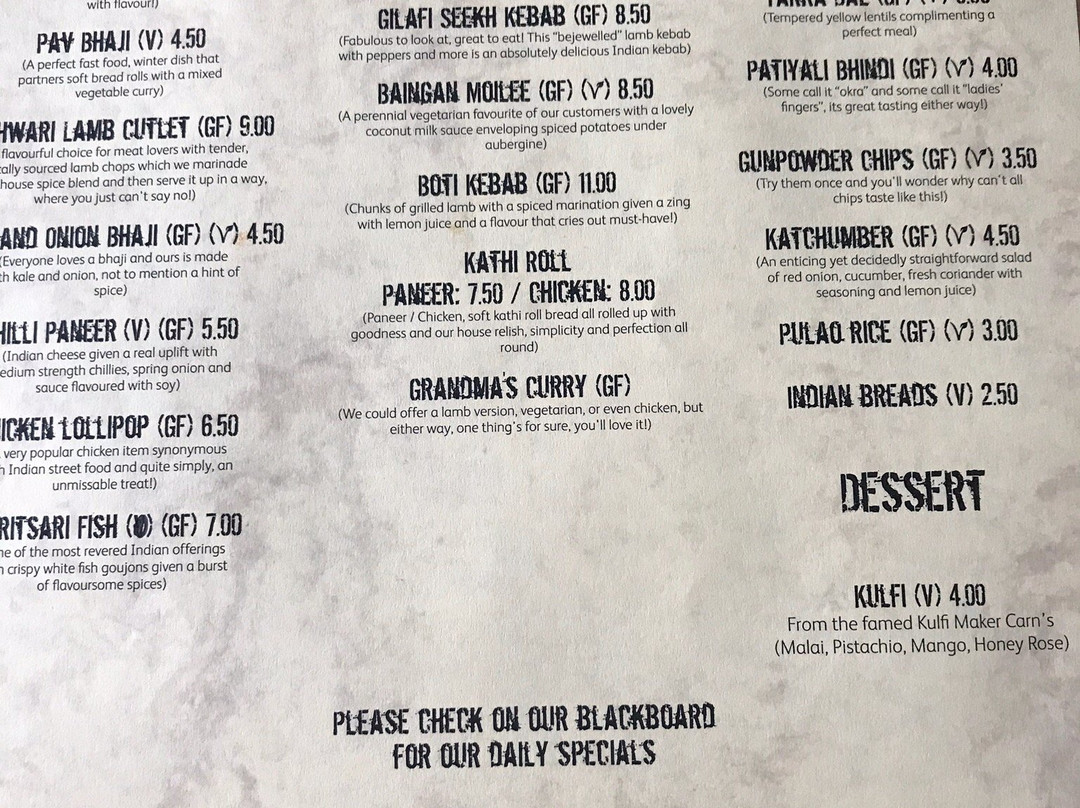 with flavour!)
PAV BHAJI (V) 4.50
(A perfect fast food, winter dish that
partners soft bread rolls with a mixed
vegetable curry)
LAMB CUTLET (GF) 9.00
flavourful choice for meat lovers with tender,
sourced lamb chops which we marinade
house spice blend and then serve it up in a way,
where you just can't say no!)
AND ONION BHAJI (GF) (V) 4.50
(Everyone loves a bhaji and ours is made
kale and onion, not to mention a hint of
spice)
PANEER (V) (GF) 5.50
(Indian cheese given a real uplift with
strength chillies, spring onion and
sauce flavoured with soy)
LOLLIPOP (GF) 6.50
very popular chicken item synonymous
Indian street food and quite simply, an
unmissable treat!)
FISH (GF) 7.00
of the most revered Indian offerings
crispy white fish goujons given a burst
of flavoursome spices)
GILAFI SEEKH KEBAB (GF) 8.50
(Fabulous to look at, great to eat! This "bejewelled" lamb kebab
with peppers and more is an absolutely delicious Indian kebab)
BAINGAN MOILEE (GF) (V) 8.50
(A perennial vegetarian favourite of our customers with a lovely
coconut milk sauce enveloping spiced potatoes under
aubergine)
BOTI KEBAB (GF) 11.00
(Chunks of grilled lamb with a spiced marination given a zing
with lemon juice and a flavour that cries out must-have!)
KATHI ROLL
PANEER: 7.50 / CHICKEN: 8.00
(Paneer / Chicken, soft kathi roll bread all rolled up with
goodness and our house relish, simplicity and perfection all
round)
GRANDMA'S CURRY (GF)
(We could offer a lamb version, vegetarian, or even chicken, but
either way, one thing's for sure, you'll love it!)
(Tempered yellow lentils complimenting a
perfect meal)
PATIYALI BHINDI (GF) (V) 4.00
(Some call it "okra" and some call it "ladies'
fingers", its great tasting either way!)
GUNPOWDER CHIPS (GF) (V) 3.50
(Try them once and you'll wonder why can't all
chips taste like this!)
KATCHUMBER (GF) (V) 4.50
(An enticing yet decidedly straightforward salad
of red onion, cucumber, fresh coriander with
seasoning and lemon juice)
PULAO RICE (GF) (V) 3.00
INDIAN BREADS (V) 2.50
DESSERT
KULFI (V) 4.00
From the famed Kulfi Maker Carn's
(Malai, Pistachio, Mango, Honey Rose)
PLEASE CHECK ON OUR BLACKBOARD
FOR OUR DAILY SPECIALS